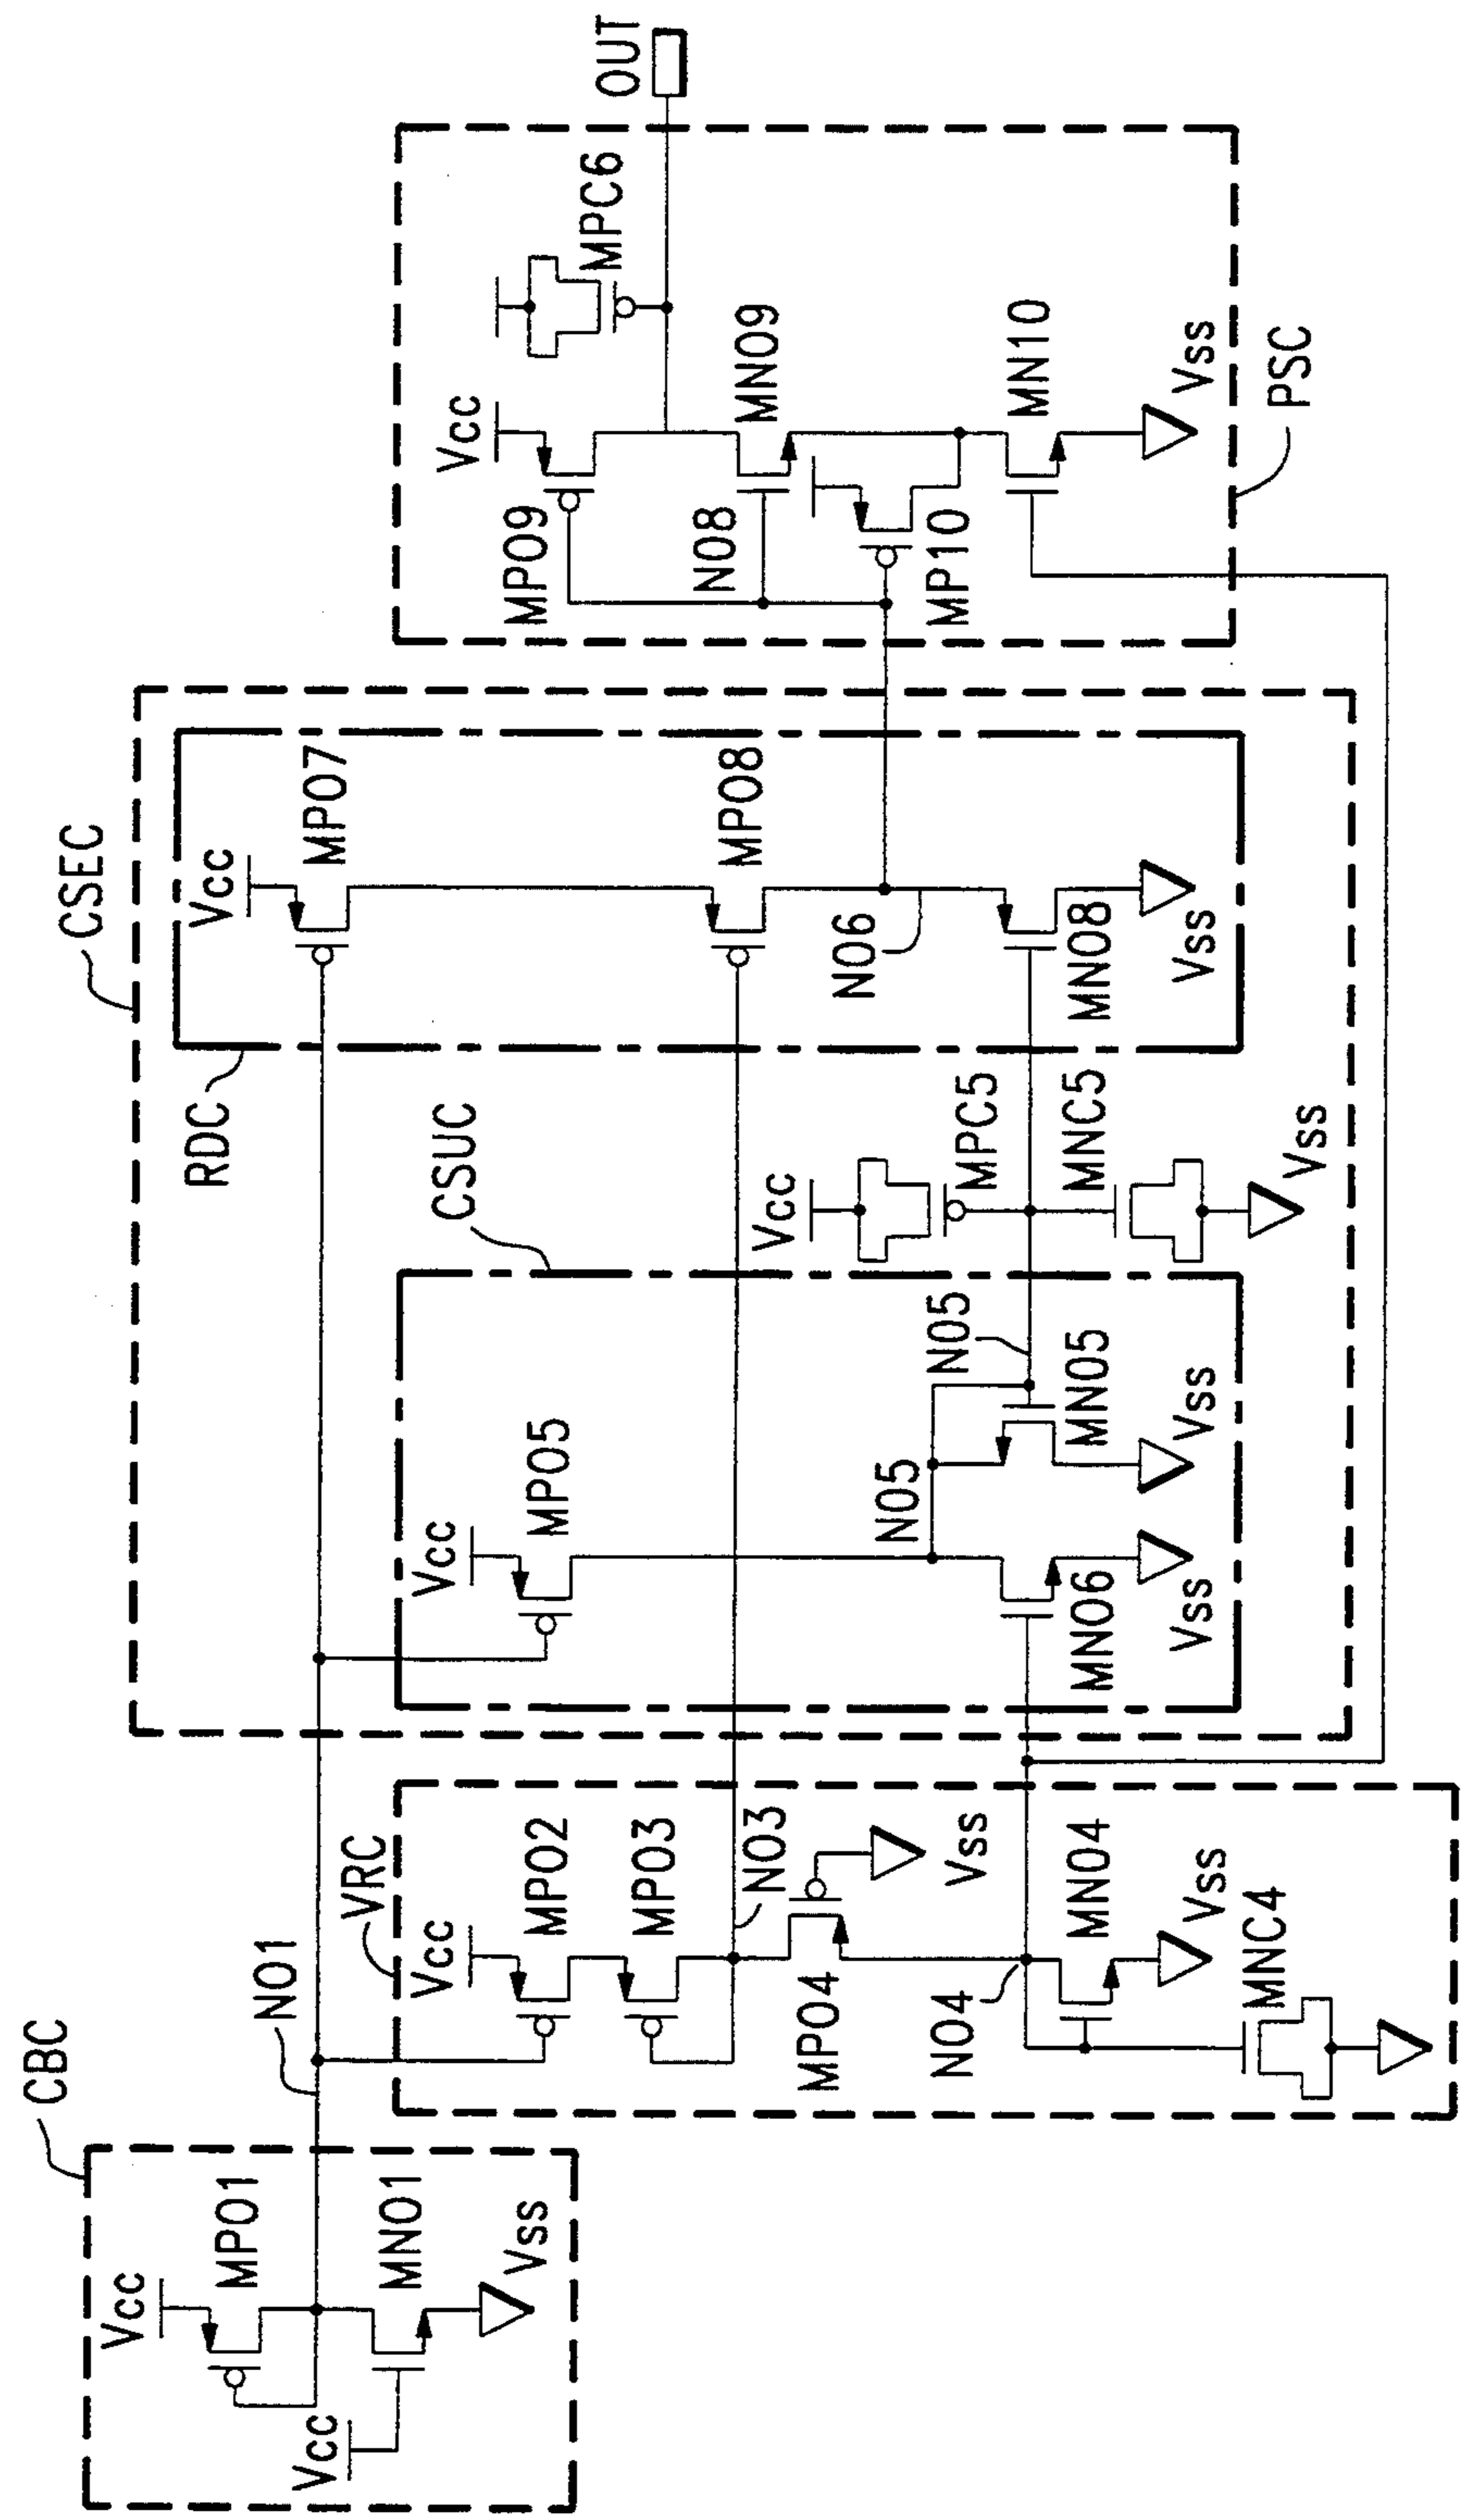 CBC
Vcc
MP01
Vcc
MN01
Vss
N01
VRC
Vcc
MP02
MP03
N03
MP04
Vss
N04
MN04
Vss
MNC4
CSEC
RDC
CSUC
Vcc
MP05
N05
N05
MN05
MN06
Vss
Vss
Vcc
MPC5
MNC5
Vss
Vcc
MP07
MP08
N06
MN08
Vss
OUT
Vcc
MPC6
MP09
N08
MN09
MP10
MN10
Vss
PSC